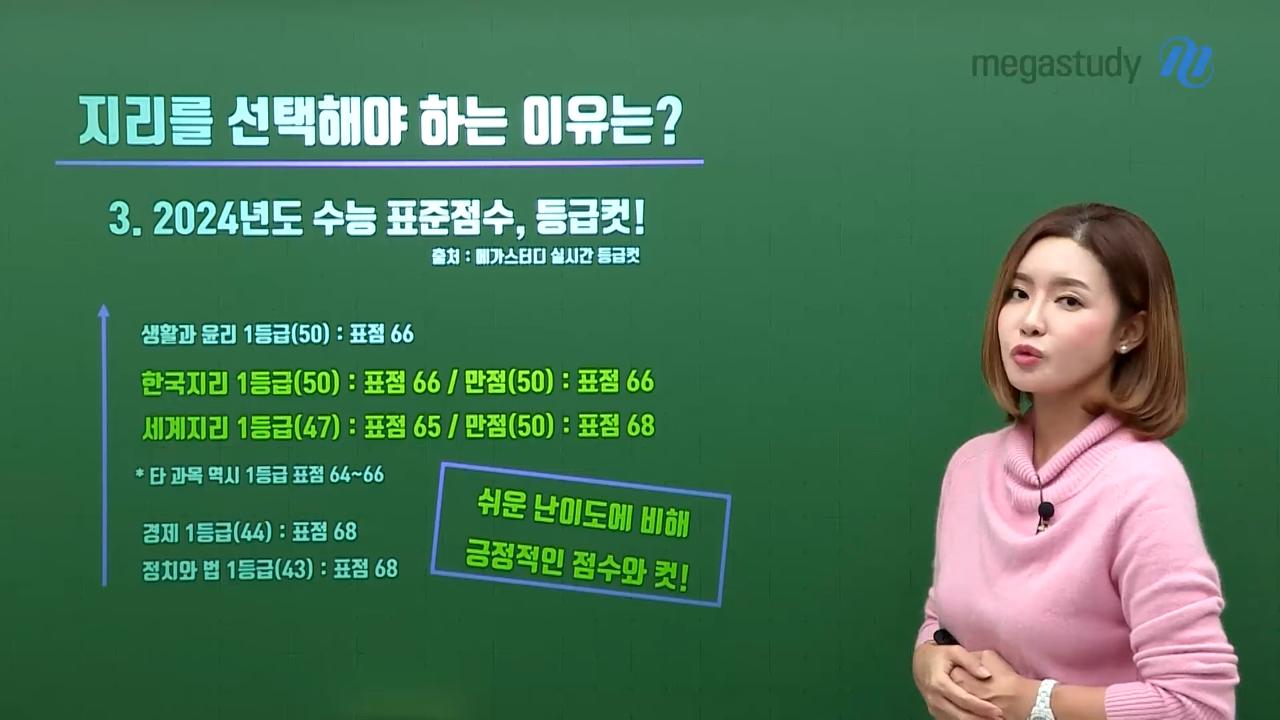 megastudy
지리를 선택해야 하는 이유는?
3. 2024년도 수능 표준점수, 등급컷!
출처 : 메가스터디 실시간 등급컷
생활과 윤리 1등급(50) : 표점 66
한국지리 1등급(50) : 표점 66 / 만점(50) : 표점 66
세계지리 1등급(47) : 표점 65 / 만점(50) : 표점 68
* 타 과목 역시 1등급 표점 64~66
경제 1등급(44) : 표점 68
정치와 법 1등급(43) : 표점 68
쉬운 난이도에 비해
긍정적인 점수와 컷!